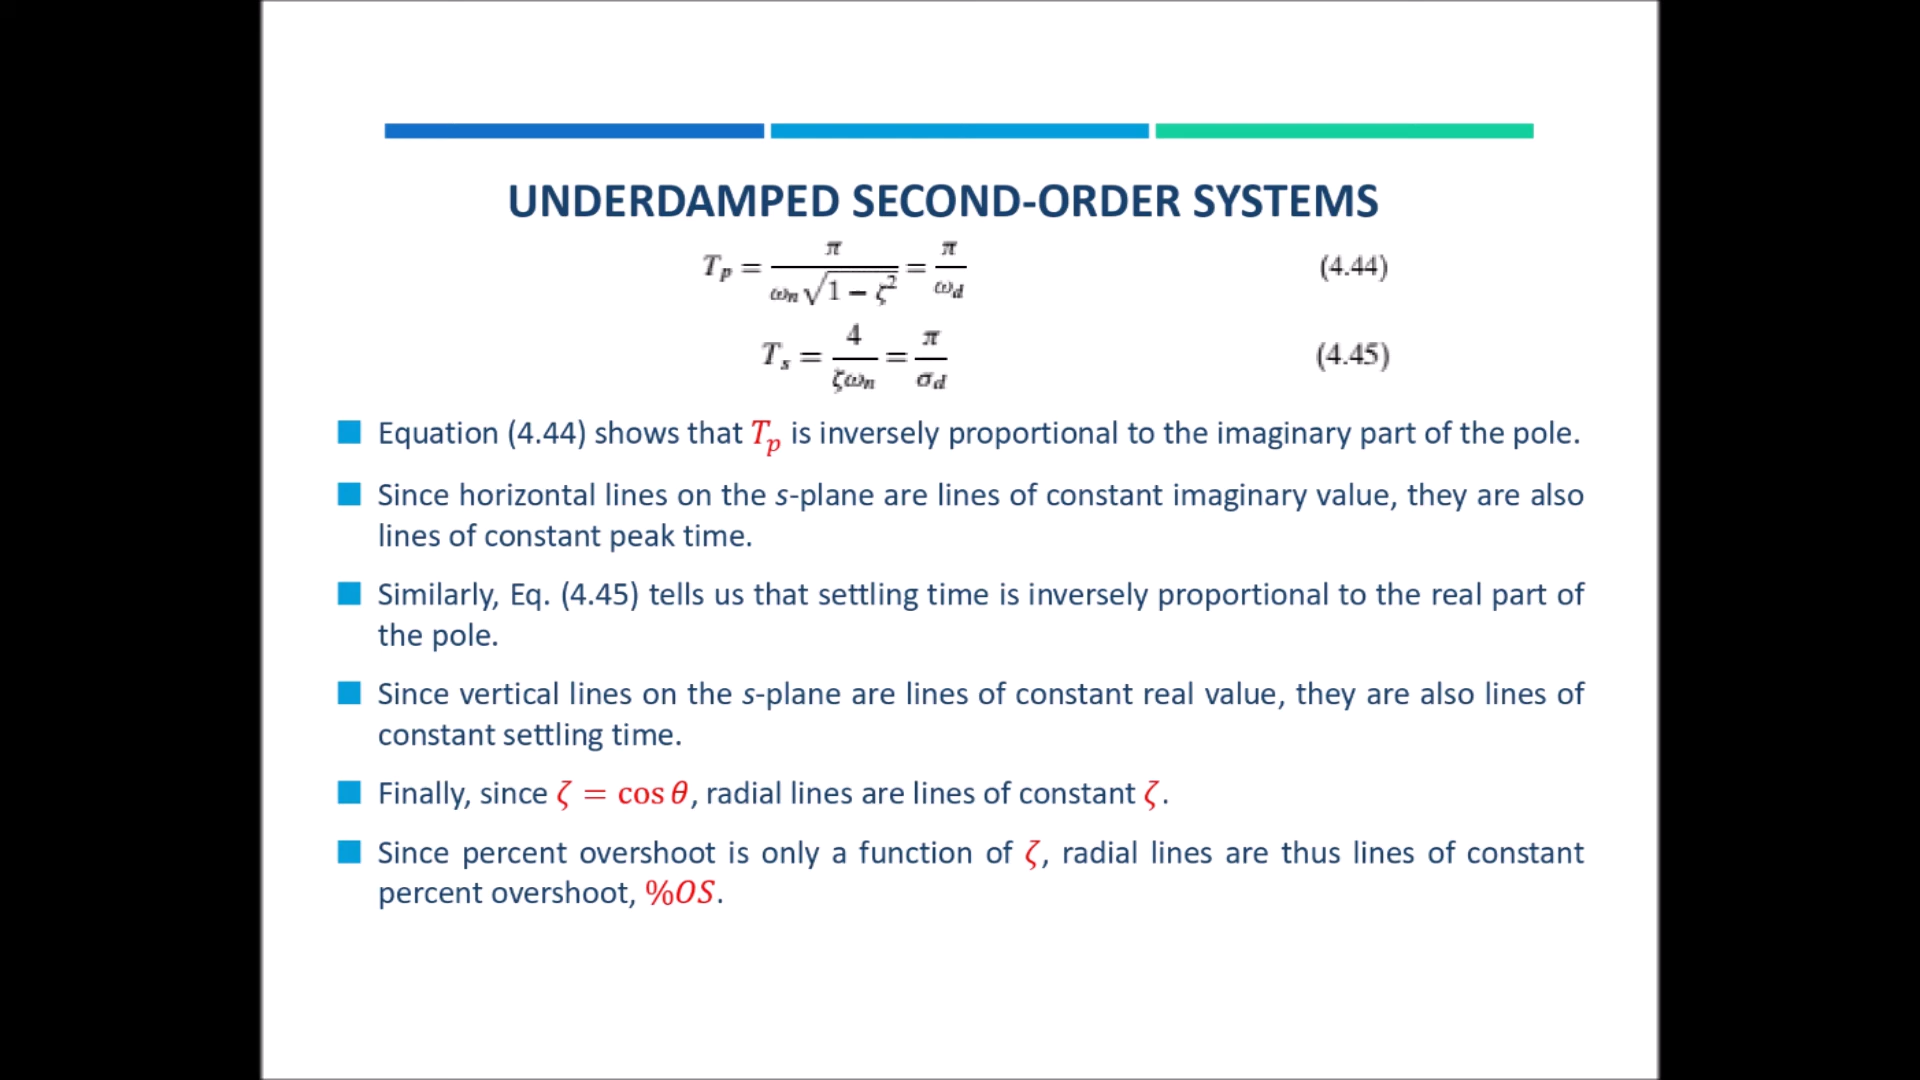 UNDERDAMPED SECOND-ORDER SYSTEMS
T_p = π / (ω_n √(1 − ζ²)) = π / ω_d (4.44)
T_s = 4 / (ζω_n) = π / σ_d (4.45)
Equation (4.44) shows that T_p is inversely proportional to the imaginary part of the pole.
Since horizontal lines on the s-plane are lines of constant imaginary value, they are also
lines of constant peak time.
Similarly, Eq. (4.45) tells us that settling time is inversely proportional to the real part of
the pole.
Since vertical lines on the s-plane are lines of constant real value, they are also lines of
constant settling time.
Finally, since ζ = cos θ, radial lines are lines of constant ζ.
Since percent overshoot is only a function of ζ, radial lines are thus lines of constant
percent overshoot, %OS.